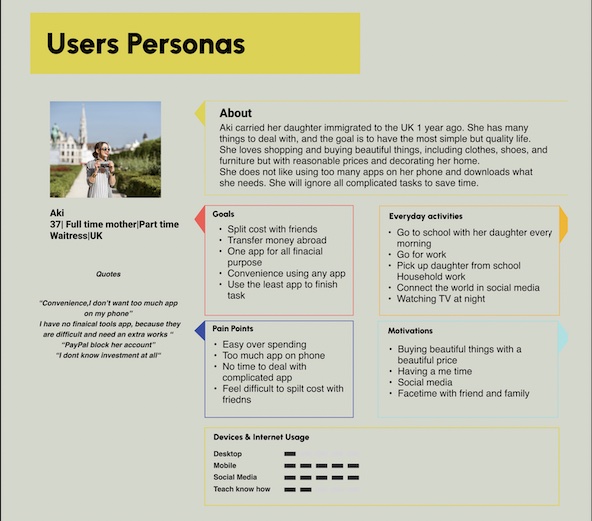 Users Personas
About
Aki carried her daughter immigrated to the UK 1 year ago. She has many
things to deal with, and the goal is to have the most simple but quality life.
She loves shopping and buying beautiful things, including clothes, shoes, and
furniture but with reasonable prices and decorating her home.
She does not like using too many apps on her phone and downloads what
she needs. She will ignore all complicated tasks to save time.
Aki
37| Full time mother|Part time
Waitress|UK
Quotes
“Convenience,I don't want too much app
on my phone”
I have no finaical tools app, because they
are difficult and need an extra works “
“PayPal block her account”
“I dont know investment at all”
Goals
• Split cost with friends
• Transfer money abroad
• One app for all finacial
purpose
• Convenience using any app
• Use the least app to finish
task
Everyday activities
• Go to school with her daughter every
morning
• Go for work
• Pick up daughter from school
Household work
• Connect the world in social media
• Watching TV at night
Pain Points
• Easy over spending
• Too much app on phone
• No time to deal with
complicated app
• Feel difficult to spilt cost with
friedns
Motivations
• Buying beautiful things with a
beautiful price
• Having a me time
• Social media
• Facetime with friend and family
Devices & Internet Usage
Desktop
Mobile
Social Media
Teach know how